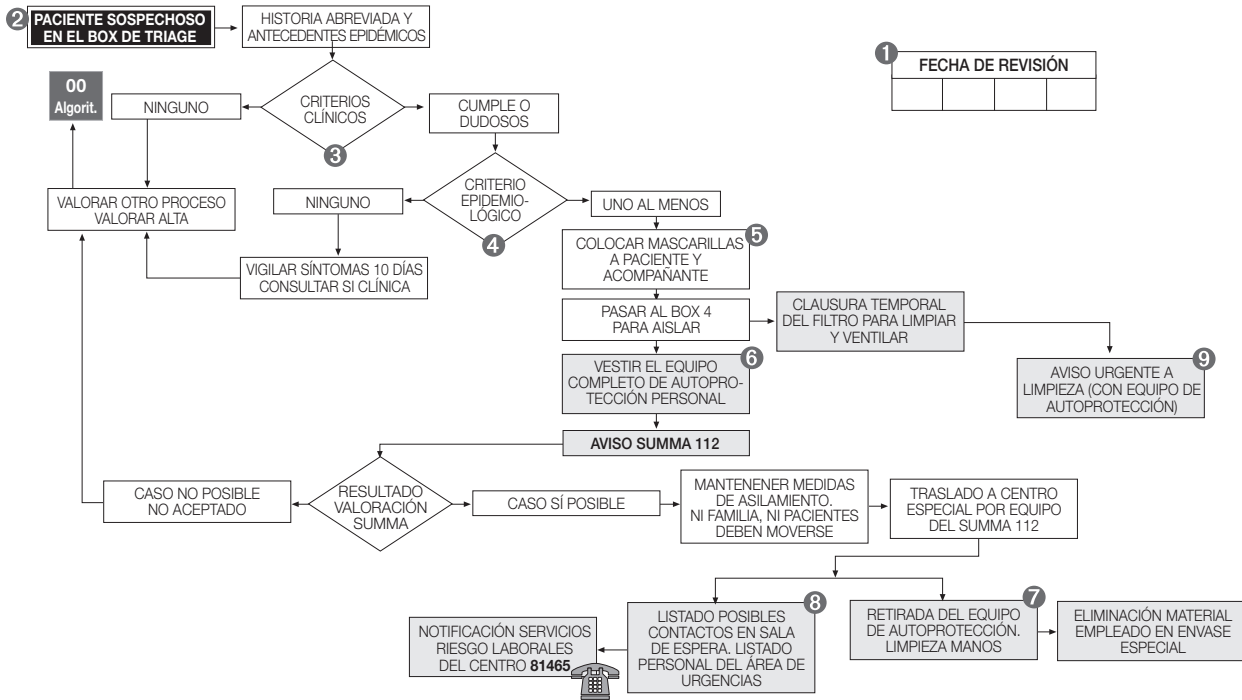 2
PACIENTE SOSPECHOSO
EN EL BOX DE TRIAGE
HISTORIA ABREVIADA Y
ANTECEDENTES EPIDÉMICOS
1
FECHA DE REVISIÓN
00
Algorit.
NINGUNO
CRITERIOS
CLÍNICOS
3
CUMPLE O
DUDOSOS
VALORAR OTRO PROCESO
VALORAR ALTA
NINGUNO
CRITERIO
EPIDEMIO-
LÓGICO
4
UNO AL MENOS
VIGILAR SÍNTOMAS 10 DÍAS
CONSULTAR SI CLÍNICA
5
COLOCAR MASCARILLAS
A PACIENTE Y
ACOMPAÑANTE
PASAR AL BOX 4
PARA AISLAR
CLAUSURA TEMPORAL
DEL FILTRO PARA LIMPIAR
Y VENTILAR
6
VESTIR EL EQUIPO
COMPLETO DE AUTOPRO-
TECCIÓN PERSONAL
9
AVISO URGENTE A
LIMPIEZA (CON EQUIPO DE
AUTOPROTECCIÓN)
AVISO SUMMA 112
CASO NO POSIBLE
NO ACEPTADO
RESULTADO
VALORACIÓN
SUMMA
CASO SÍ POSIBLE
MANTENENER MEDIDAS
DE ASILAMIENTO.
NI FAMILIA, NI PACIENTES
DEBEN MOVERSE
TRASLADO A CENTRO
ESPECIAL POR EQUIPO
DEL SUMMA 112
NOTIFICACIÓN SERVICIOS
RIESGO LABORALES
DEL CENTRO 81465
8
LISTADO POSIBLES
CONTACTOS EN SALA
DE ESPERA. LISTADO
PERSONAL DEL ÁREA DE
URGENCIAS
7
RETIRADA DEL EQUIPO
DE AUTOPROTECCIÓN.
LIMPIEZA MANOS
ELIMINACIÓN MATERIAL
EMPLEADO EN ENVASE
ESPECIAL